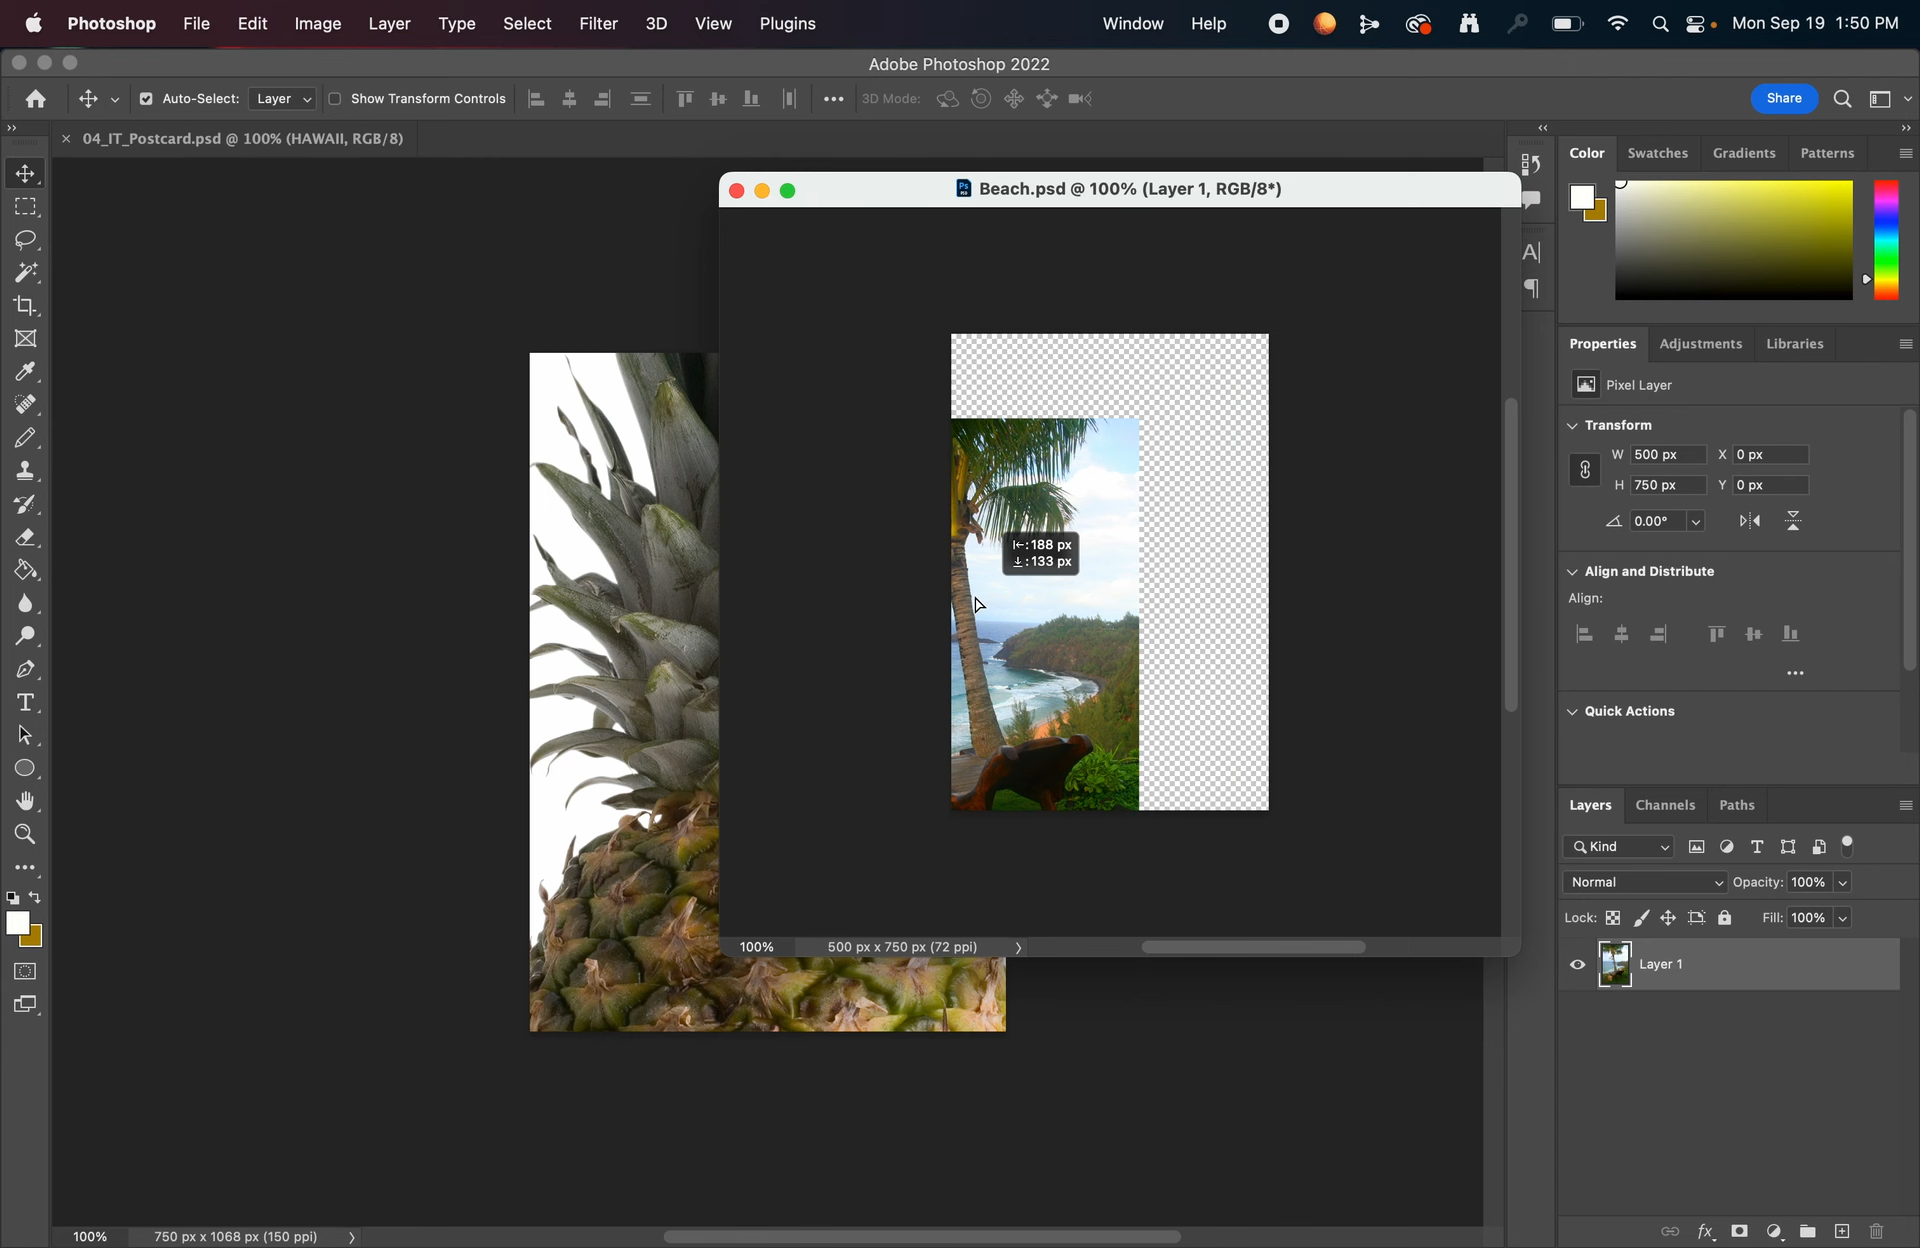 Photoshop File Edit Image Layer Type Select Filter 3D View Plugins Window Help Mon Sep 19 1:50 PM
Adobe Photoshop 2022
Auto-Select: Layer Show Transform Controls 3D Mode: Share
× 04_IT_Postcard.psd @ 100% (HAWAII, RGB/8)
Color Swatches Gradients Patterns
Ps
Beach.psd @ 100% (Layer 1, RGB/8*)
Properties Adjustments Libraries
Pixel Layer
Transform
W 500 px X 0 px
H 750 px Y 0 px
0.00°
188 px
133 px
Align and Distribute
Align:
Quick Actions
Layers Channels Paths
Kind
Normal Opacity: 100%
Lock: Fill: 100%
100% 500 px x 750 px (72 ppi)
Layer 1
100% 750 px x 1068 px (150 ppi)
fx